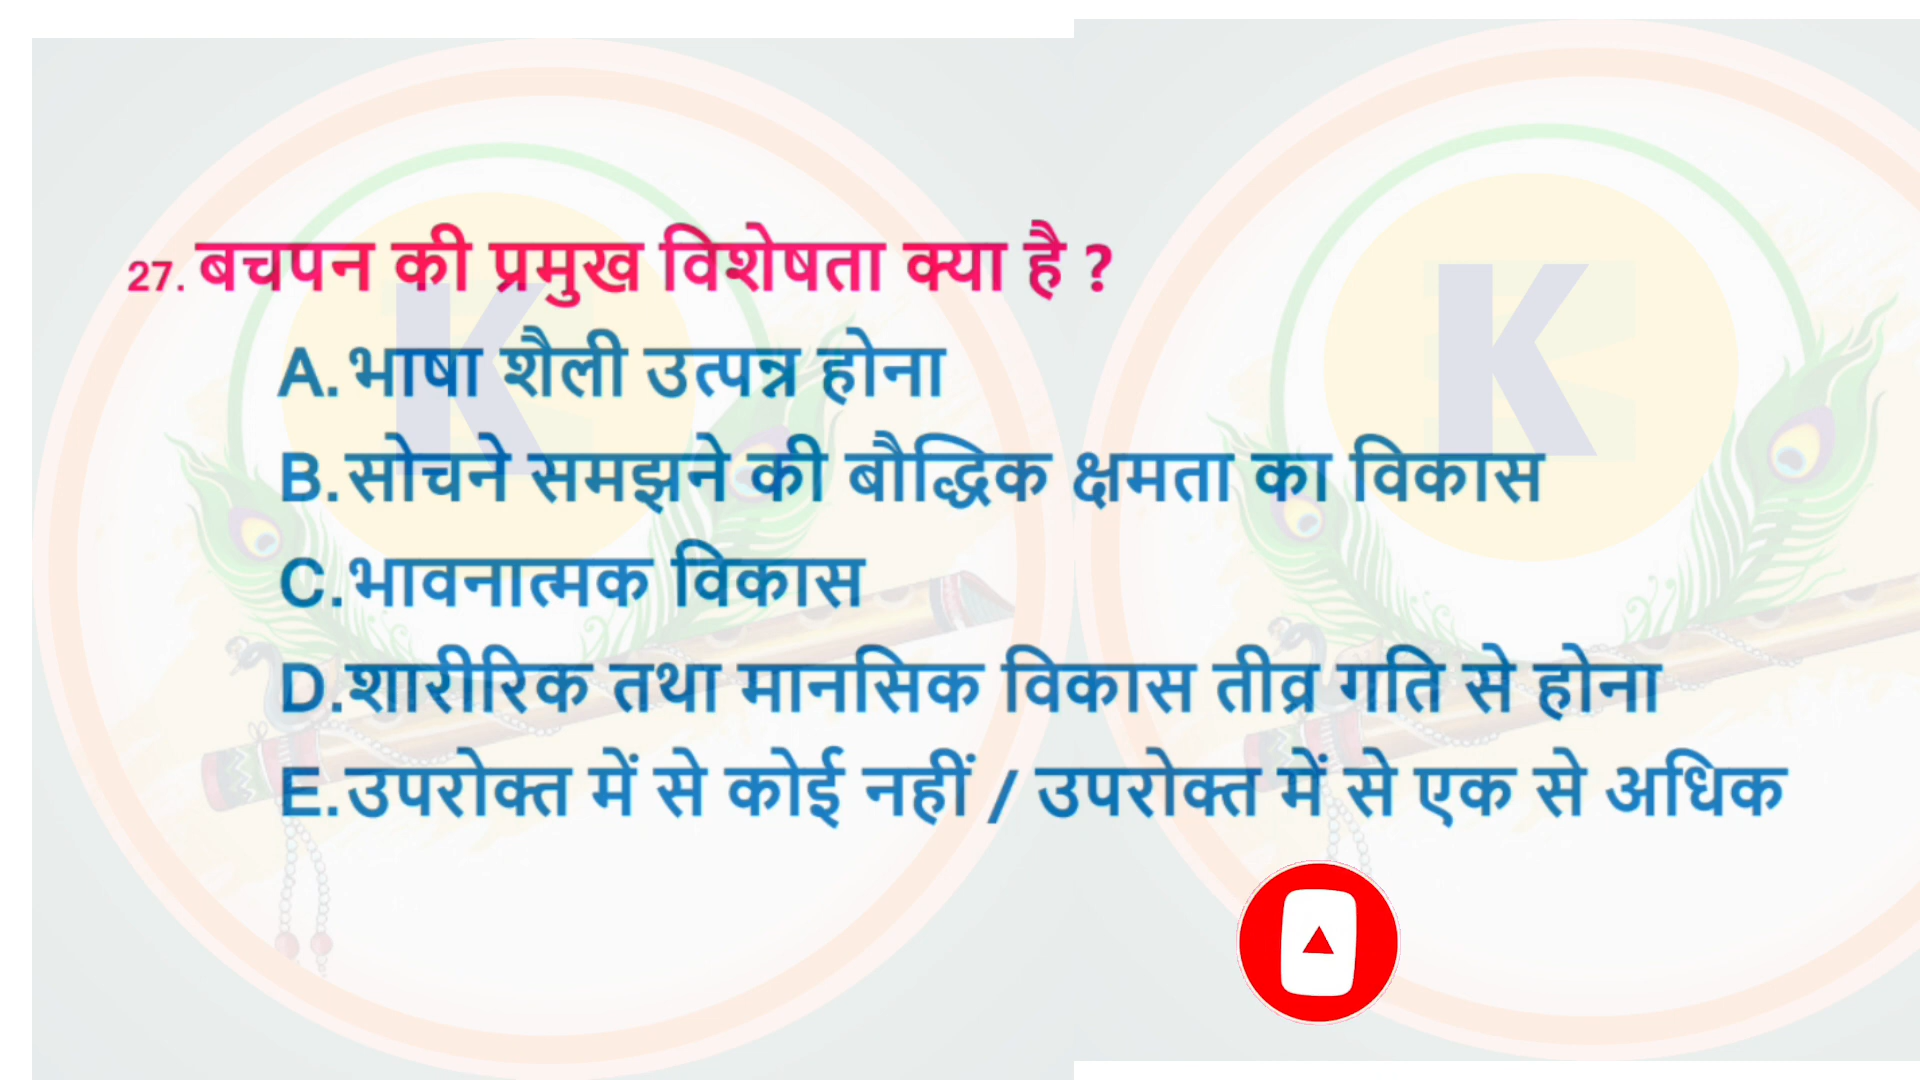 27. बचपन की प्रमुख विशेषता क्या है ?
A. भाषा शैली उत्पन्न होना
B. सोचने समझने की बौद्धिक क्षमता का विकास
C. भावनात्मक विकास
D. शारीरिक तथा मानसिक विकास तीव्र गति से होना
E. उपरोक्त में से कोई नहीं / उपरोक्त में से एक से अधिक
K
K